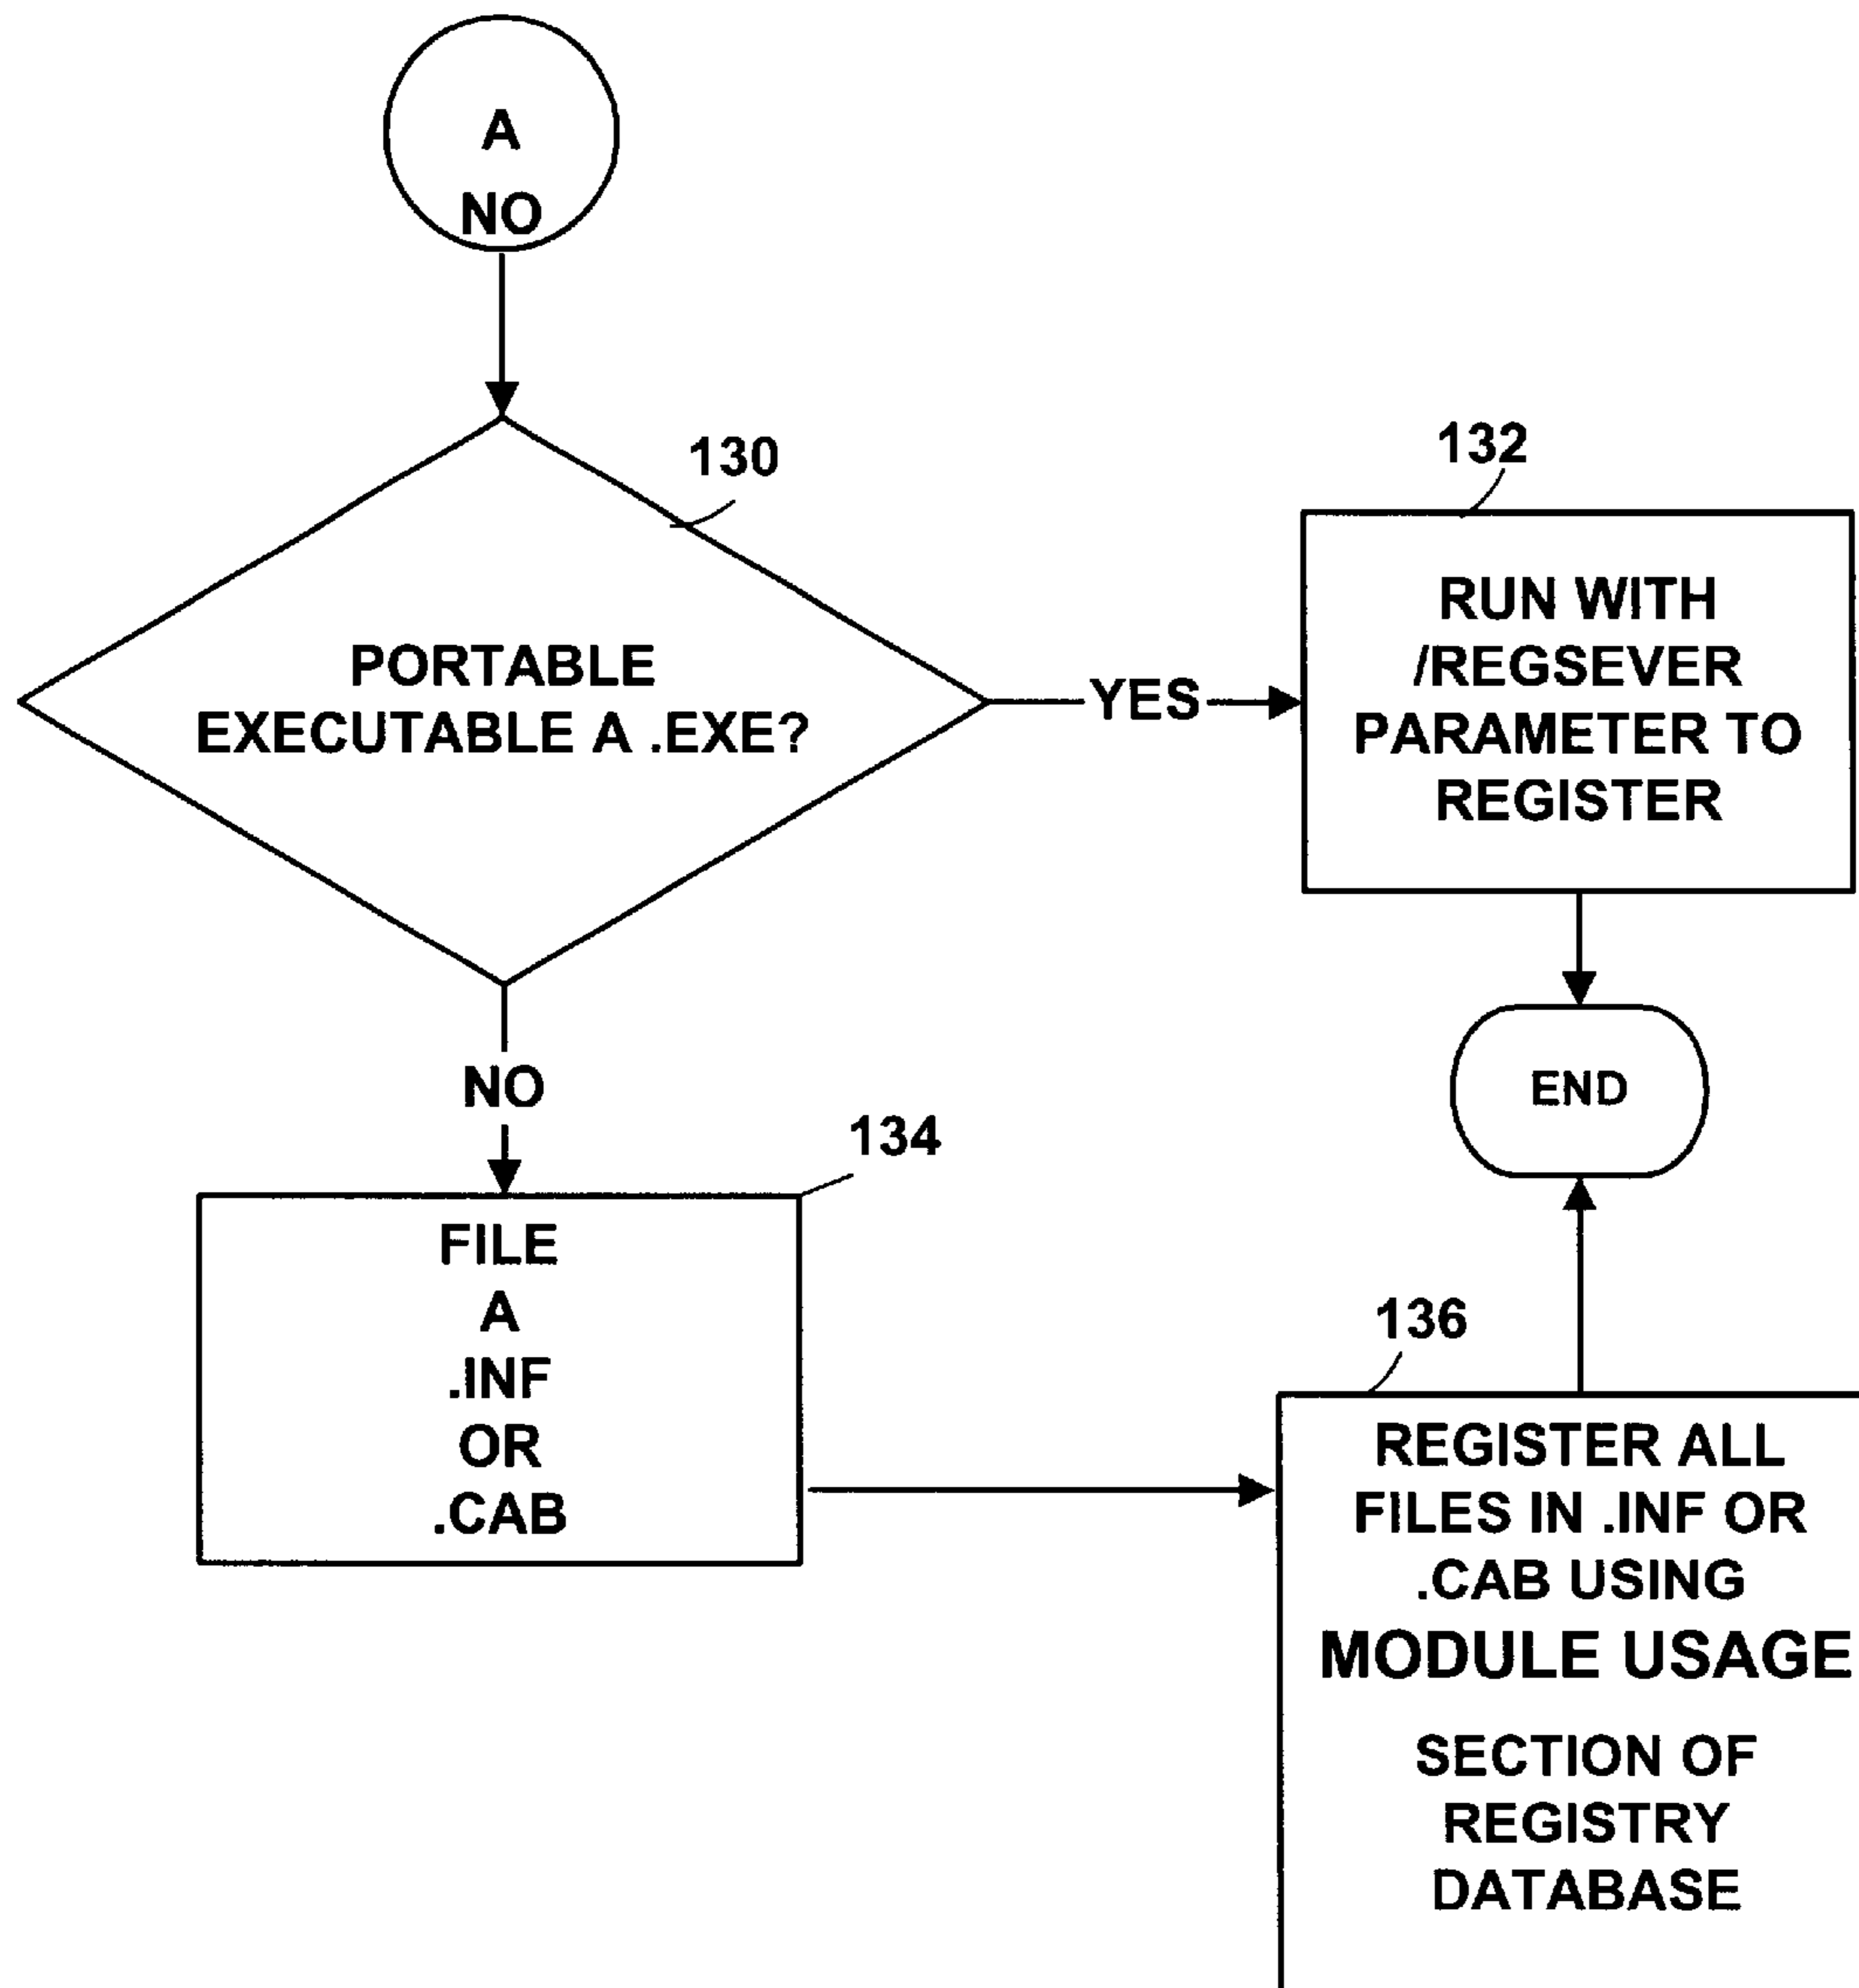 A
NO
130
PORTABLE
EXECUTABLE A .EXE?
YES
132
RUN WITH
/REGSEVER
PARAMETER TO
REGISTER
END
NO
134
FILE
A
.INF
OR
.CAB
136
REGISTER ALL
FILES IN .INF OR
.CAB USING
MODULE USAGE
SECTION OF
REGISTRY
DATABASE